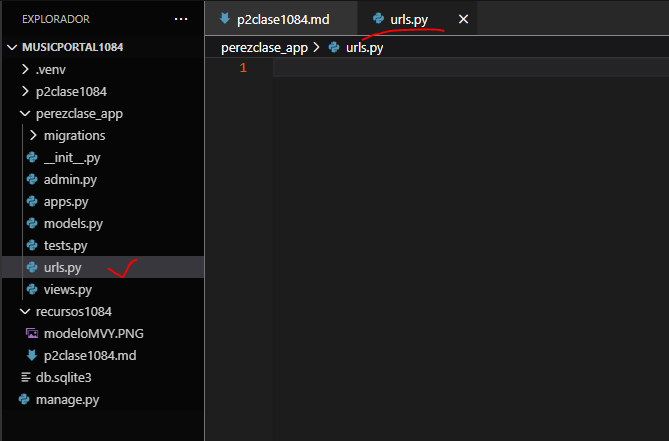 EXPLORADOR
MUSICPORTAL1084
.venv
p2clase1084
perezclase_app
migrations
__init__.py
admin.py
apps.py
models.py
tests.py
urls.py
views.py
recursos1084
modeloMVY.PNG
p2clase1084.md
db.sqlite3
manage.py
p2clase1084.md
urls.py
perezclase_app > urls.py
1